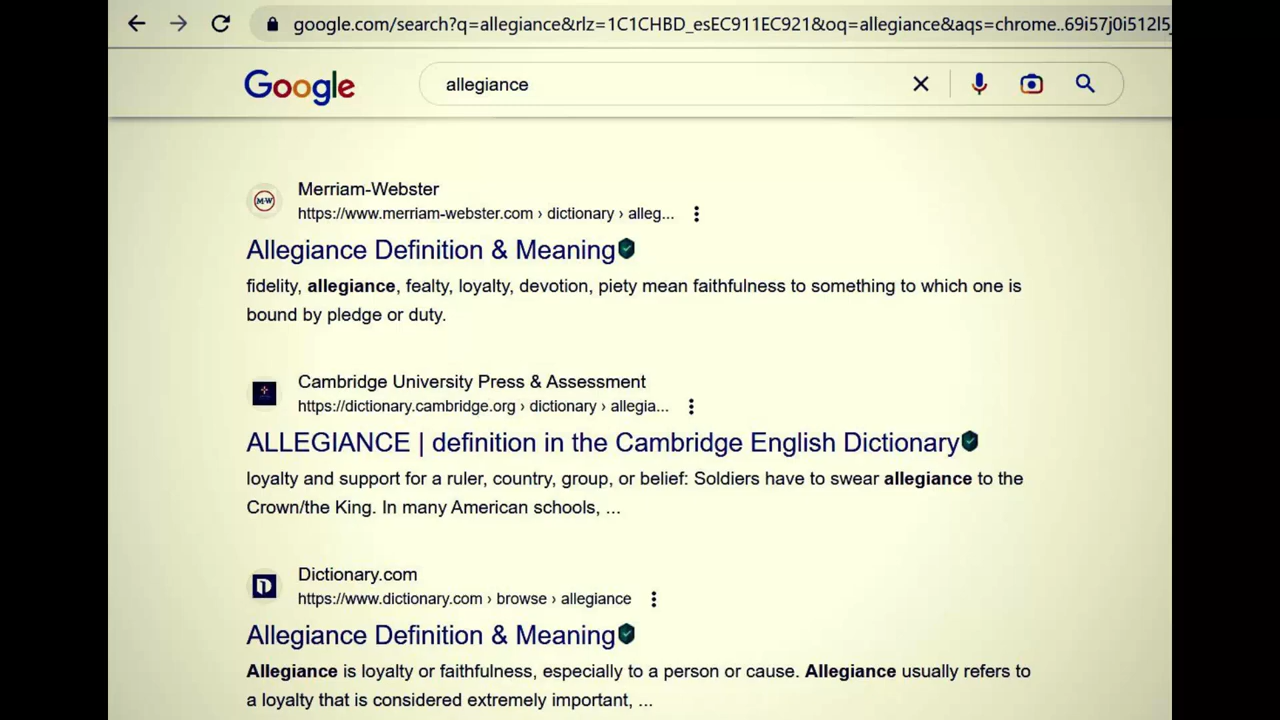 google.com/search?q=allegiance&rlz=1C1CHBD_esEC911EC921&oq=allegiance&aqs=chrome..69i57j0i512l5j
Google
allegiance
Merriam-Webster
https://www.merriam-webster.com › dictionary › alleg...
Allegiance Definition & Meaning
fidelity, allegiance, fealty, loyalty, devotion, piety mean faithfulness to something to which one is
bound by pledge or duty.
Cambridge University Press & Assessment
https://dictionary.cambridge.org › dictionary › allegia...
ALLEGIANCE | definition in the Cambridge English Dictionary
loyalty and support for a ruler, country, group, or belief: Soldiers have to swear allegiance to the
Crown/the King. In many American schools, ...
Dictionary.com
https://www.dictionary.com › browse › allegiance
Allegiance Definition & Meaning
Allegiance is loyalty or faithfulness, especially to a person or cause. Allegiance usually refers to
a loyalty that is considered extremely important, ...